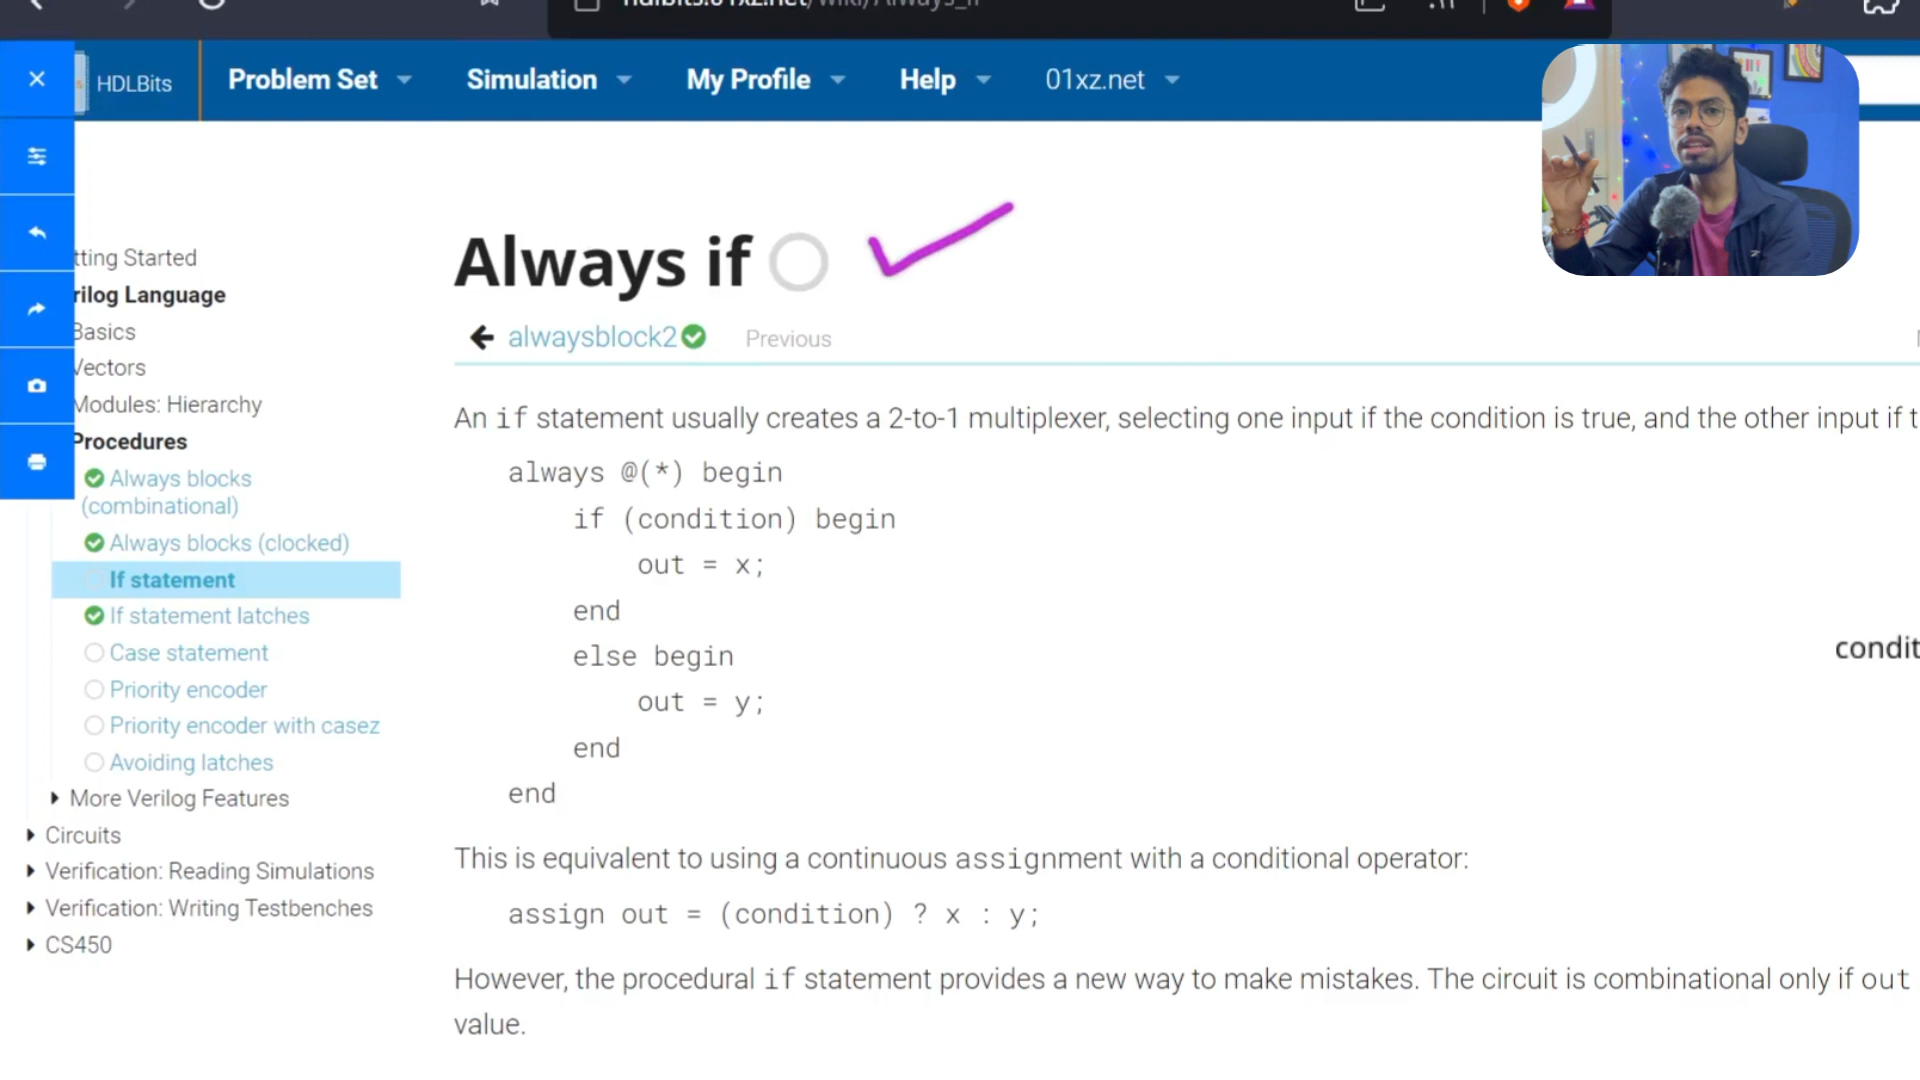 HDLBits
Problem Set
Simulation
My Profile
Help
01xz.net
tting Started
rilog Language
Basics
Vectors
Modules: Hierarchy
Procedures
Always blocks
(combinational)
Always blocks (clocked)
If statement
If statement latches
Case statement
Priority encoder
Priority encoder with casez
Avoiding latches
More Verilog Features
Circuits
Verification: Reading Simulations
Verification: Writing Testbenches
CS450
Always if
alwaysblock2
Previous
An if statement usually creates a 2-to-1 multiplexer, selecting one input if the condition is true, and the other input if t
always @(*) begin
if (condition) begin
out = x;
end
else begin
out = y;
end
end
condit
This is equivalent to using a continuous assignment with a conditional operator:
assign out = (condition) ? x : y;
However, the procedural if statement provides a new way to make mistakes. The circuit is combinational only if out
value.